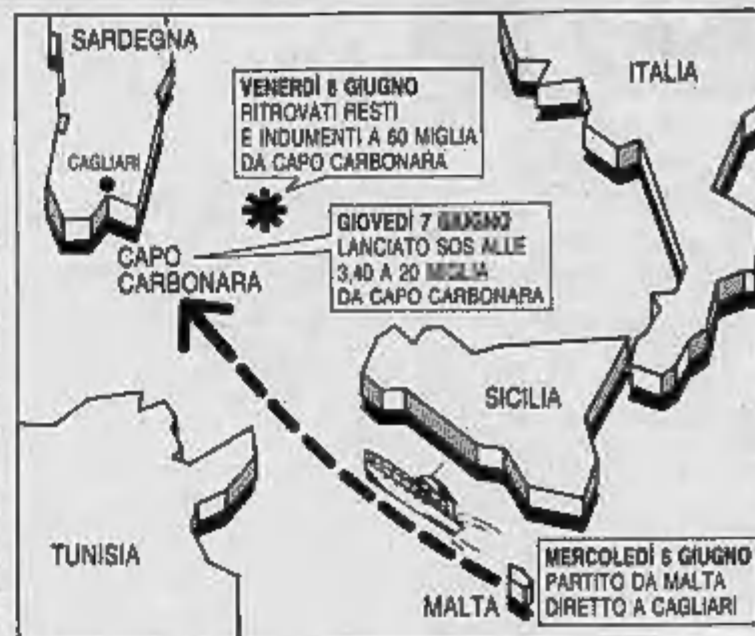 SARDEGNA
CAGLIARI
VENERDÌ 8 GIUGNO
RITROVATI RESTI
E INDUMENTI A 60 MIGLIA
DA CAPO CARBONARA
ITALIA
CAPO
CARBONARA
GIOVEDÌ 7 GIUGNO
LANCIATO SOS ALLE
3,40 A 20 MIGLIA
DA CAPO CARBONARA
SICILIA
TUNISIA
MALTA
MERCOLEDÌ 6 GIUGNO
PARTITO DA MALTA
DIRETTO A CAGLIARI